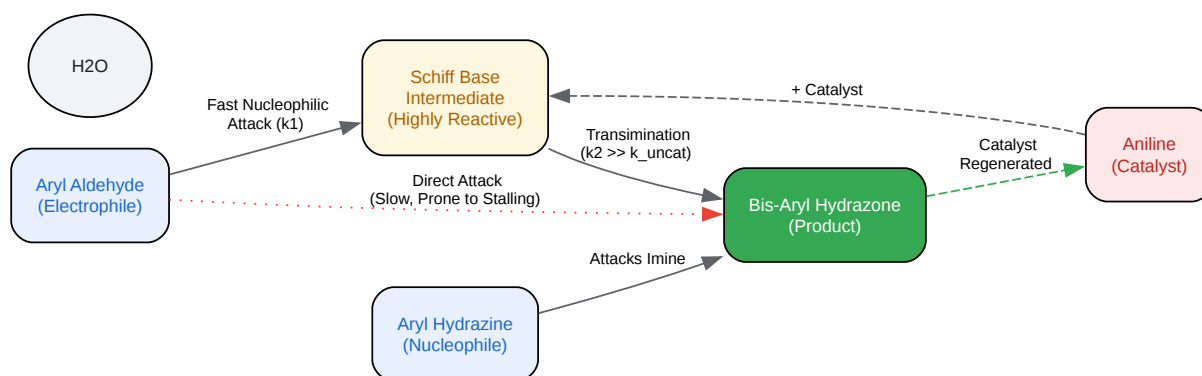 H2O
Aryl Aldehyde
(Electrophile)
Fast Nucleophilic
Attack (k1)
Schiff Base
Intermediate
(Highly Reactive)
+ Catalyst
Transimination
(k2 >> k_uncat)
Direct Attack
(Slow, Prone to Stalling)
Catalyst
Regenerated
Aniline
(Catalyst)
Bis-Aryl Hydrazone
(Product)
Attacks Imine
Aryl Hydrazine
(Nucleophile)